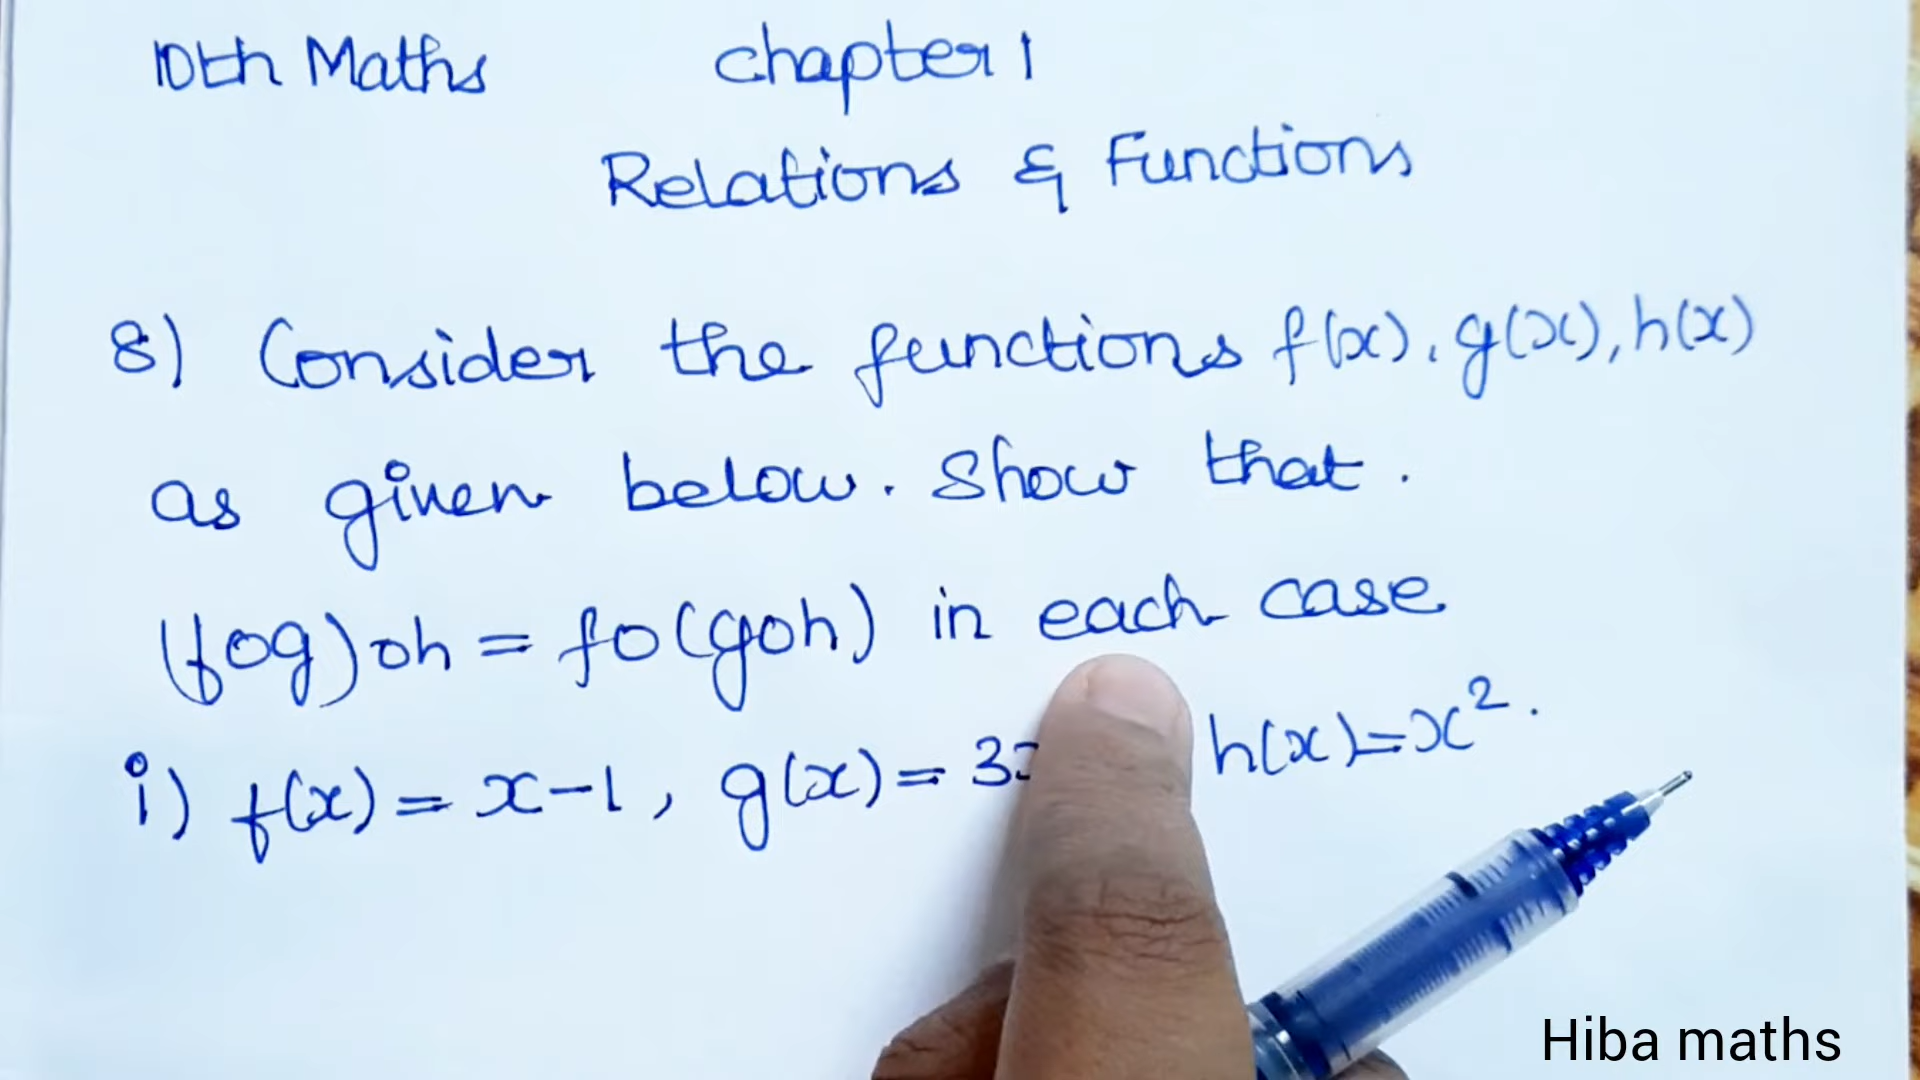 10th Maths chapter 1
Relations & Functions
8) Consider the functions f(x), g(x), h(x)
as given below. Show that.
(fog)oh = fo(goh) in each case
i) f(x) = x-1, g(x) = 3 h(x)=x².
Hiba maths